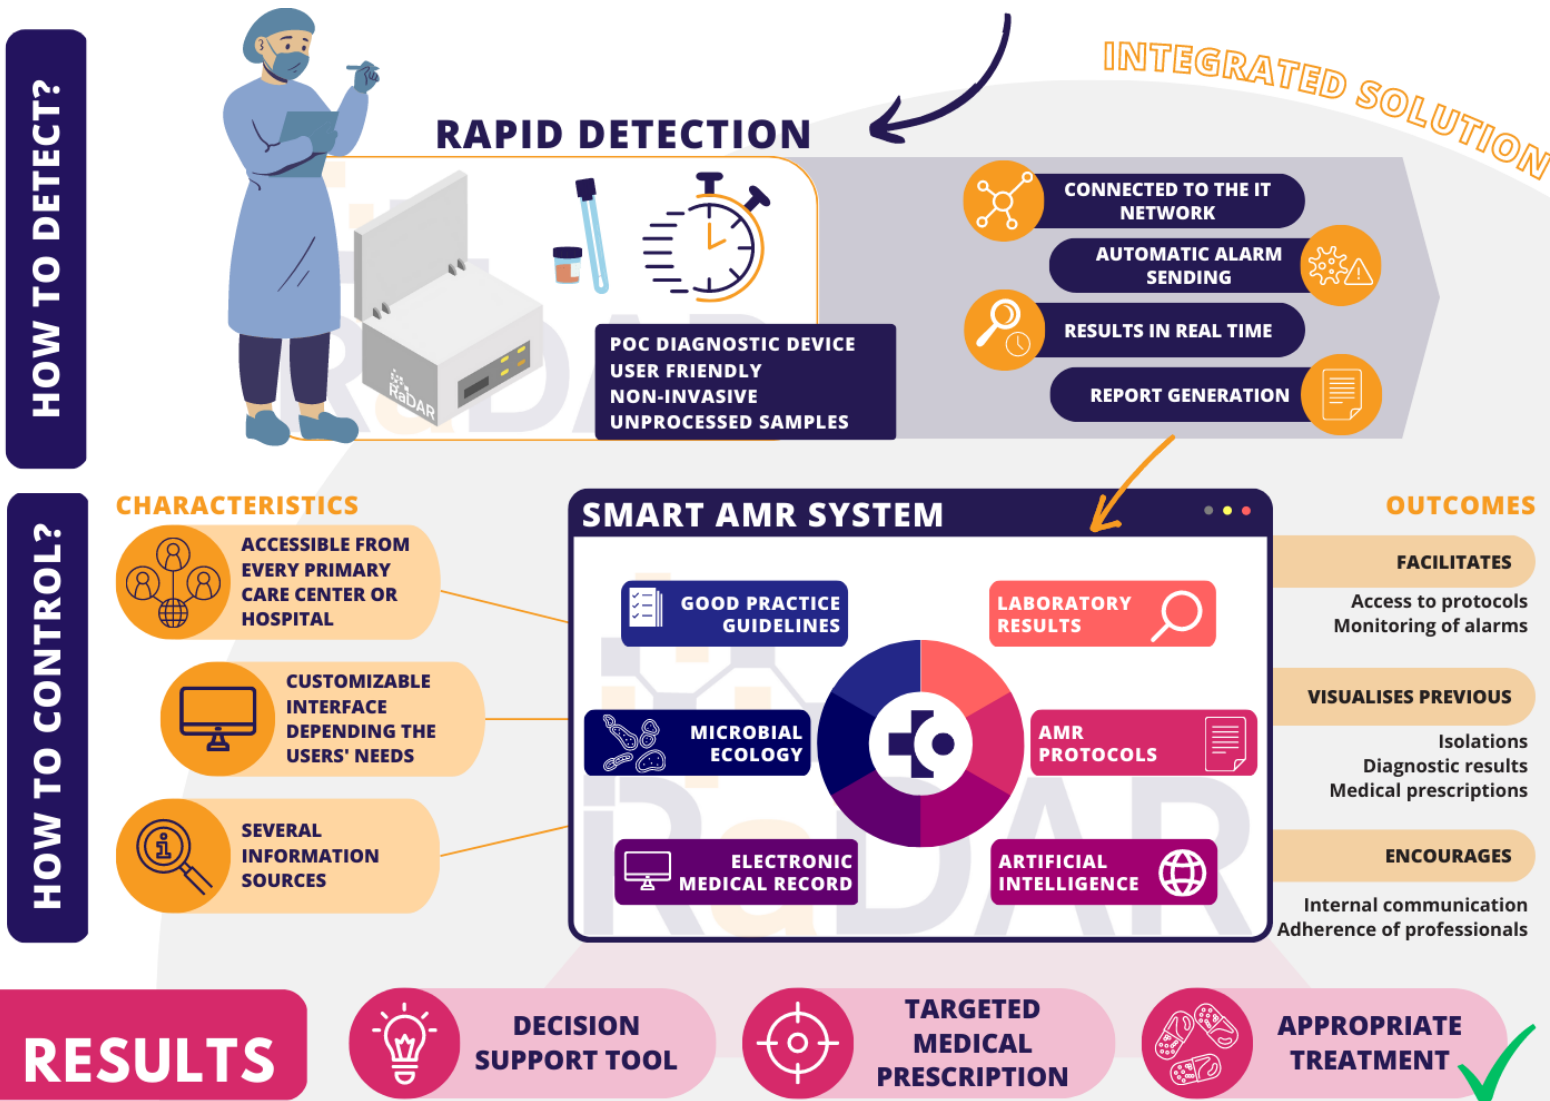 INTEGRATED SOLUTION
HOW TO DETECT?
RAPID DETECTION
RaDAR
POC DIAGNOSTIC DEVICE
USER FRIENDLY
NON-INVASIVE
UNPROCESSED SAMPLES
CONNECTED TO THE IT
NETWORK
AUTOMATIC ALARM
SENDING
RESULTS IN REAL TIME
REPORT GENERATION
HOW TO CONTROL?
CHARACTERISTICS
ACCESSIBLE FROM
EVERY PRIMARY
CARE CENTER OR
HOSPITAL
CUSTOMIZABLE
INTERFACE
DEPENDING THE
USERS' NEEDS
SEVERAL
INFORMATION
SOURCES
SMART AMR SYSTEM
GOOD PRACTICE
GUIDELINES
LABORATORY
RESULTS
MICROBIAL
ECOLOGY
AMR
PROTOCOLS
ELECTRONIC
MEDICAL RECORD
ARTIFICIAL
INTELLIGENCE
RaDAR
OUTCOMES
FACILITATES
Access to protocols
Monitoring of alarms
VISUALISES PREVIOUS
Isolations
Diagnostic results
Medical prescriptions
ENCOURAGES
Internal communication
Adherence of professionals
RESULTS
DECISION
SUPPORT TOOL
TARGETED
MEDICAL
PRESCRIPTION
APPROPRIATE
TREATMENT